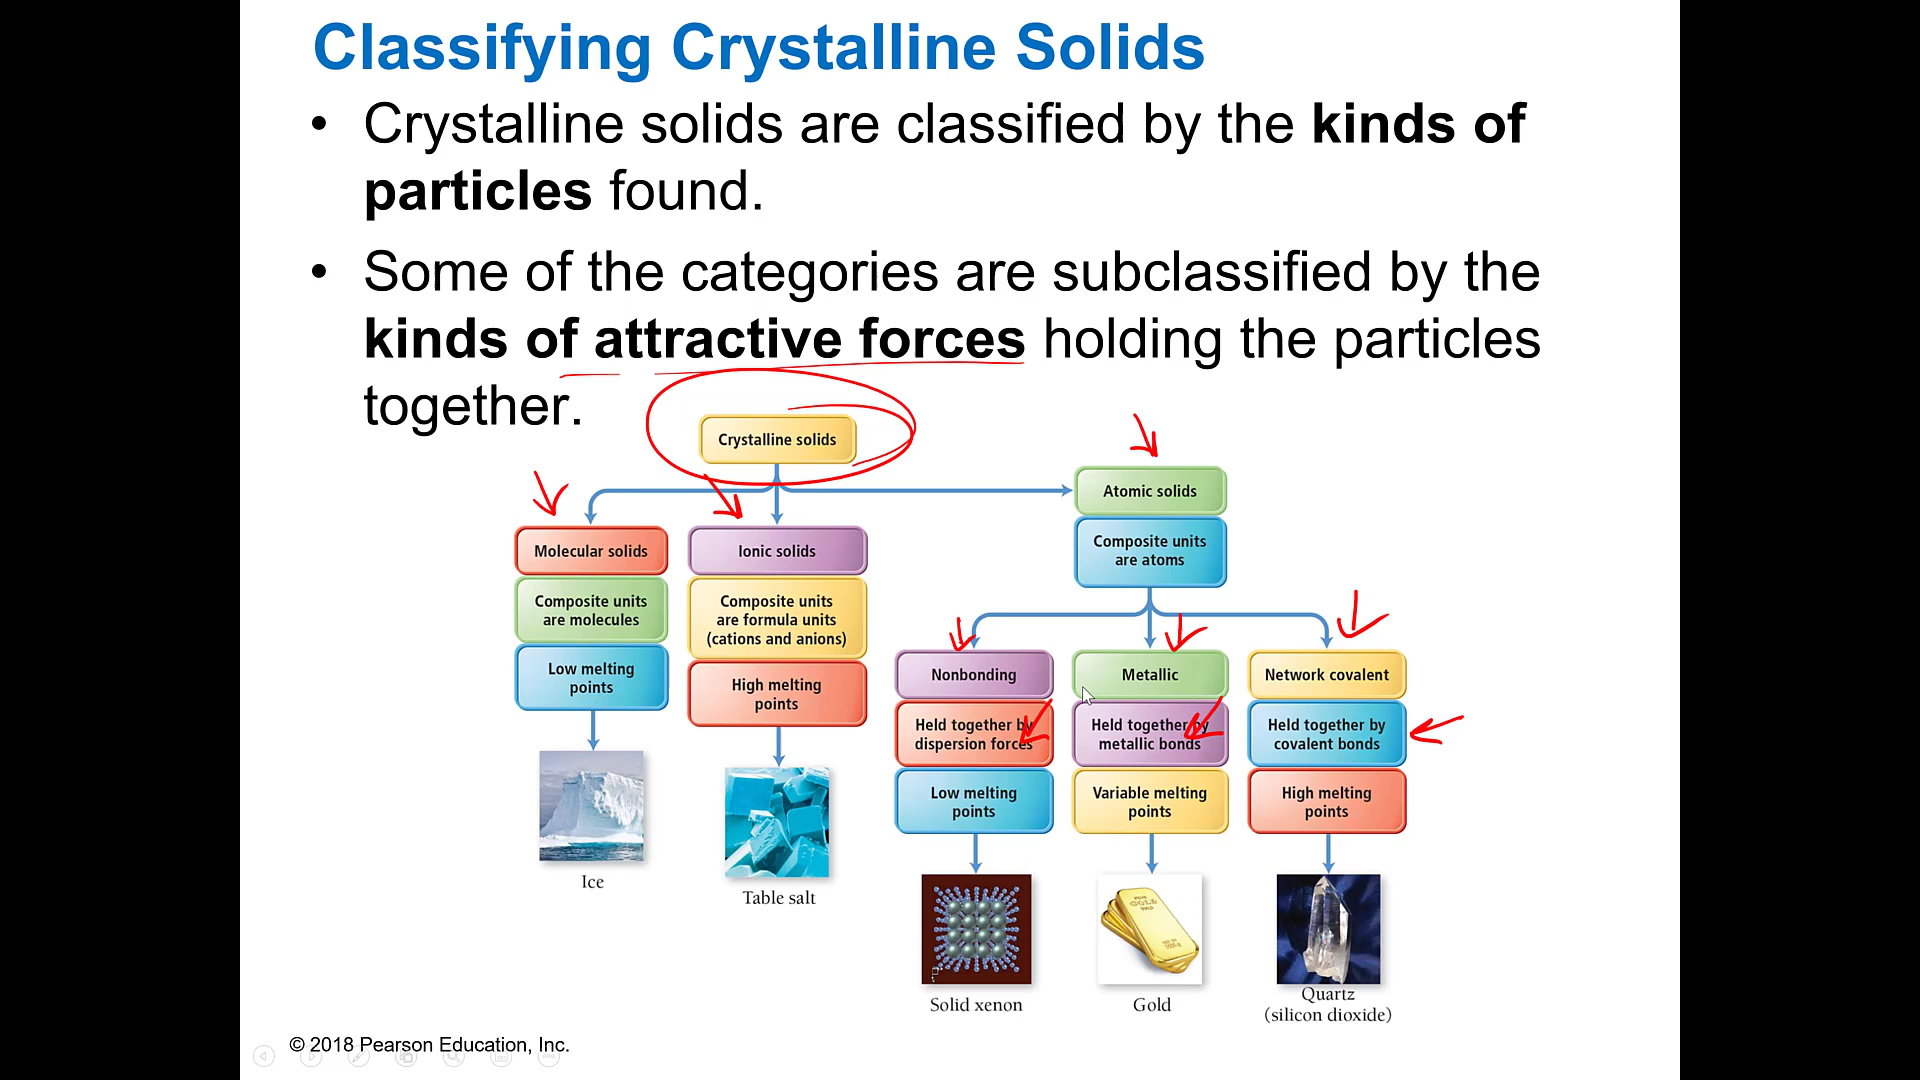 Classifying Crystalline Solids
• Crystalline solids are classified by the kinds of
particles found.
• Some of the categories are subclassified by the
kinds of attractive forces holding the particles
together.
Crystalline solids
Molecular solids
Composite units
are molecules
Low melting
points
Ice
Ionic solids
Composite units
are formula units
(cations and anions)
High melting
points
Table salt
Atomic solids
Composite units
are atoms
Nonbonding
Held together by
dispersion forces
Low melting
points
Solid xenon
Metallic
Held together by
metallic bonds
Variable melting
points
Gold
Network covalent
Held together by
covalent bonds
High melting
points
Quartz
(silicon dioxide)
© 2018 Pearson Education, Inc.